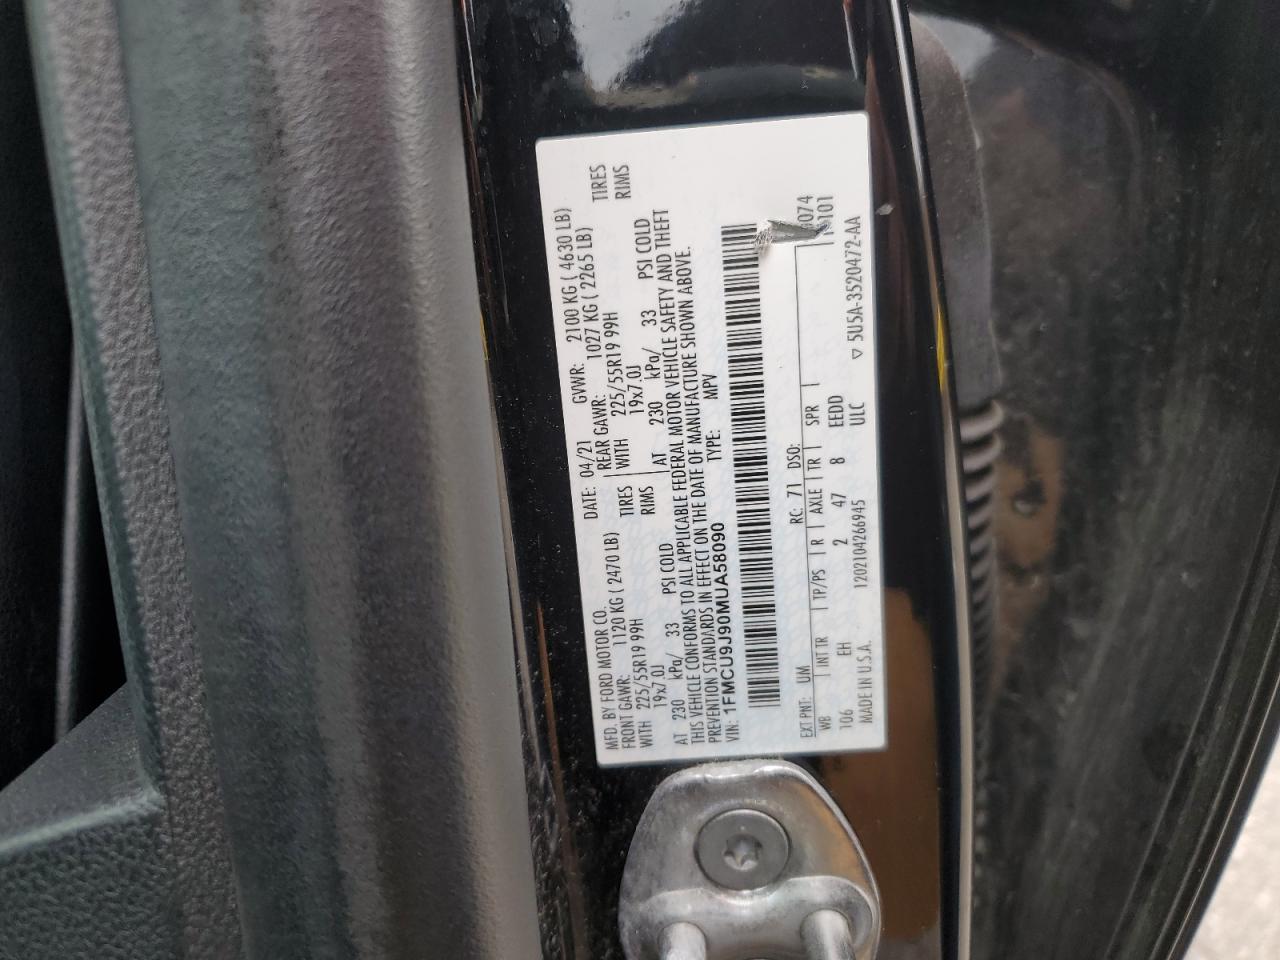 MFD. BY FORD MOTOR CO. DATE: 04/21 GVWR: 2100 KG ( 4630 LB)
FRONT GAWR: 1120 KG ( 2470 LB) REAR GAWR: 1027 KG ( 2265 LB)
WITH 225/55R19 99H TIRES WITH 225/55R19 99H TIRES
19x7.0J RIMS 19x7.0J RIMS
AT 230 kPa/ 33 PSI COLD AT 230 kPa/ 33 PSI COLD
THIS VEHICLE CONFORMS TO ALL APPLICABLE FEDERAL MOTOR VEHICLE SAFETY AND THEFT
PREVENTION STANDARDS IN EFFECT ON THE DATE OF MANUFACTURE SHOWN ABOVE.
VIN: 1FMCU9J90MUA58090 TYPE: MPV
074
EXT PNT: UM RC: 71 DSO: 101
WB INT TR TP/PS R AXLE TR SPR
106 EH 2 47 8 EEDD ▽ 5U5A-3520472-AA
MADE IN U.S.A. 1202104266945 ULC